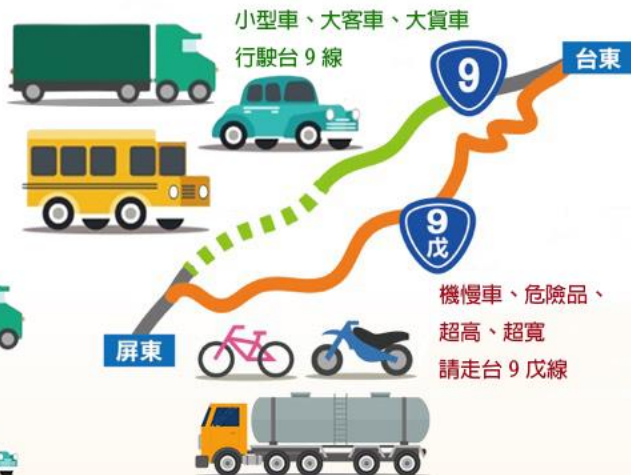 小型車、大客車、大貨車
行駛台 9 線
9
台東
9
戊
機慢車、危險品、
超高、超寬
請走台 9 戊線
屏東